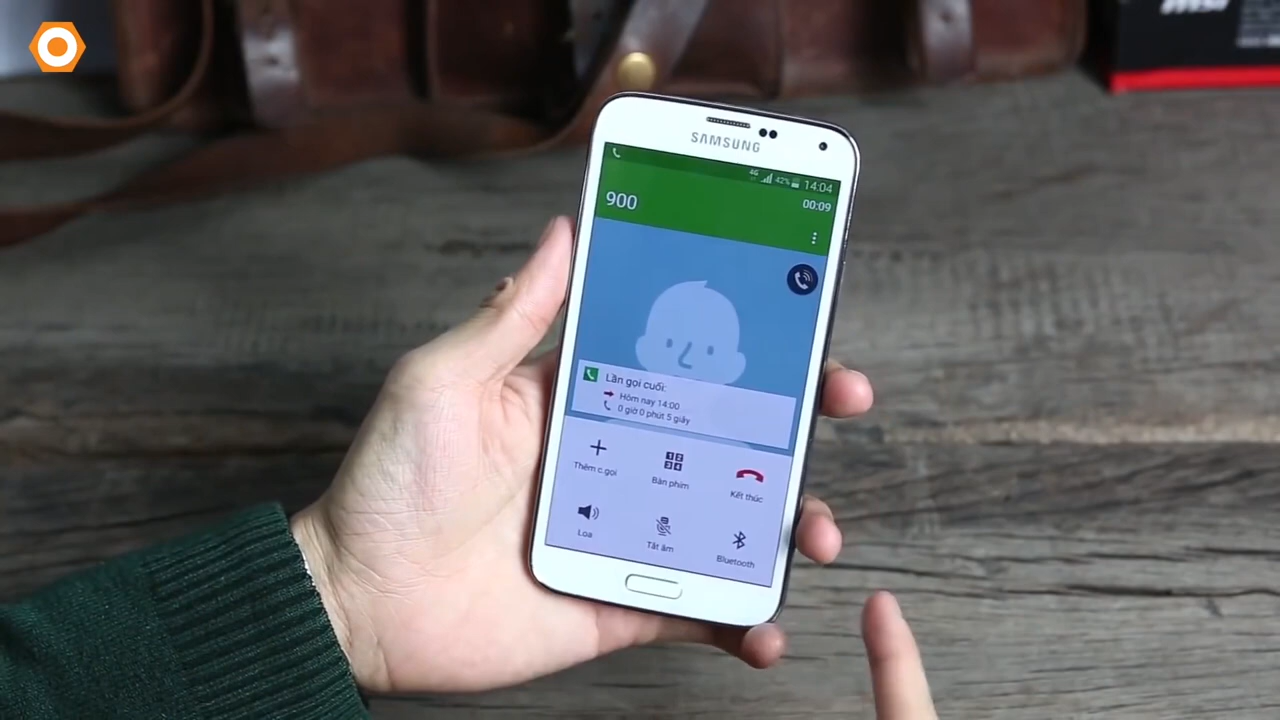 msi
SAMSUNG
4G 42% 14:04
900
00:09
Lần gọi cuối:
Hôm nay 14:00
0 giờ 0 phút 5 giây
Thêm c.gọi
Bàn phím
Kết thúc
Loa
Tắt âm
Bluetooth